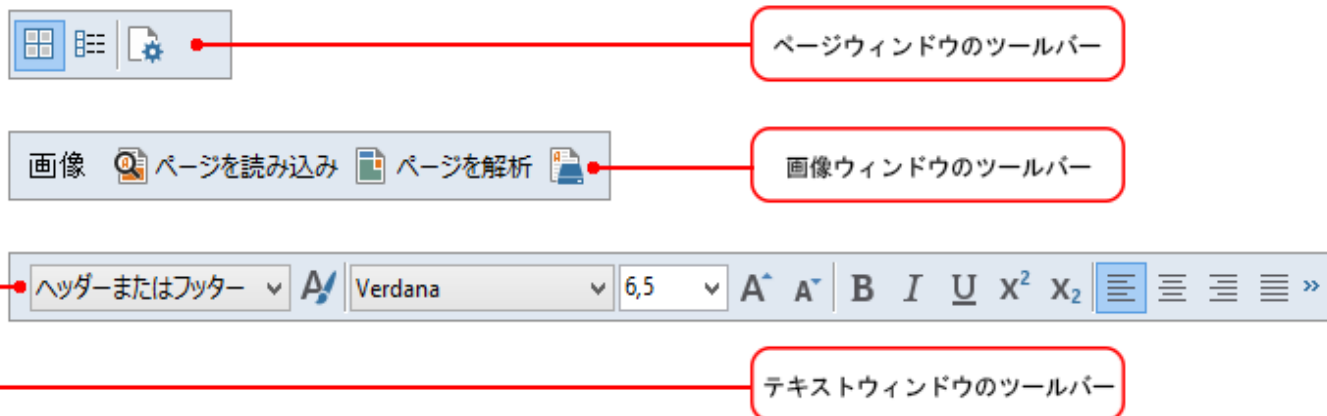 ページウィンドウのツールバー
画像 ページを読み込み ページを解析
画像ウィンドウのツールバー
ヘッダーまたはフッター Verdana 6,5 A A B I U X² X₂
テキストウィンドウのツールバー